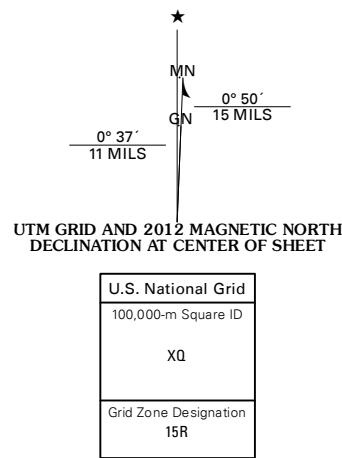 ★
MN
0° 50´
15 MILS
GN
0° 37´
11 MILS
UTM GRID AND 2012 MAGNETIC NORTH
DECLINATION AT CENTER OF SHEET
U.S. National Grid
100,000-m Square ID
XQ
Grid Zone Designation
15R